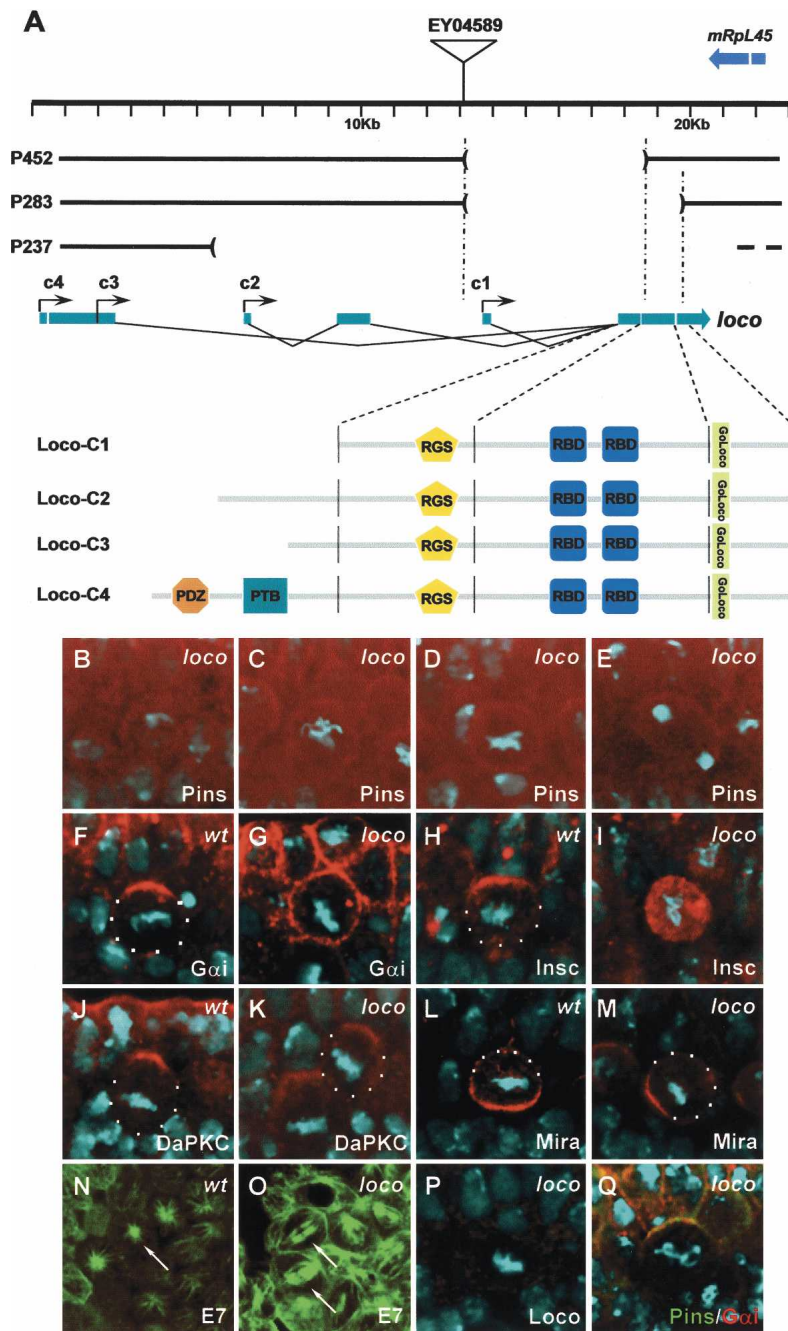 A
EY04589
mRpL45
10Kb
20Kb
P452
P283
P237
c4
c3
c2
c1
loco
Loco-C1
RGS
RBD
RBD
GoLoco
Loco-C2
RGS
RBD
RBD
GoLoco
Loco-C3
RGS
RBD
RBD
GoLoco
Loco-C4
PDZ
PTB
RGS
RBD
RBD
GoLoco
B loco
Pins
C loco
Pins
D loco
Pins
E loco
Pins
F wt
Gαi
G loco
Gαi
H wt
Insc
I loco
Insc
J wt
DaPKC
K loco
DaPKC
L wt
Mira
M loco
Mira
N wt
E7
O loco
E7
P loco
Loco
Q loco
Pins/Gαi